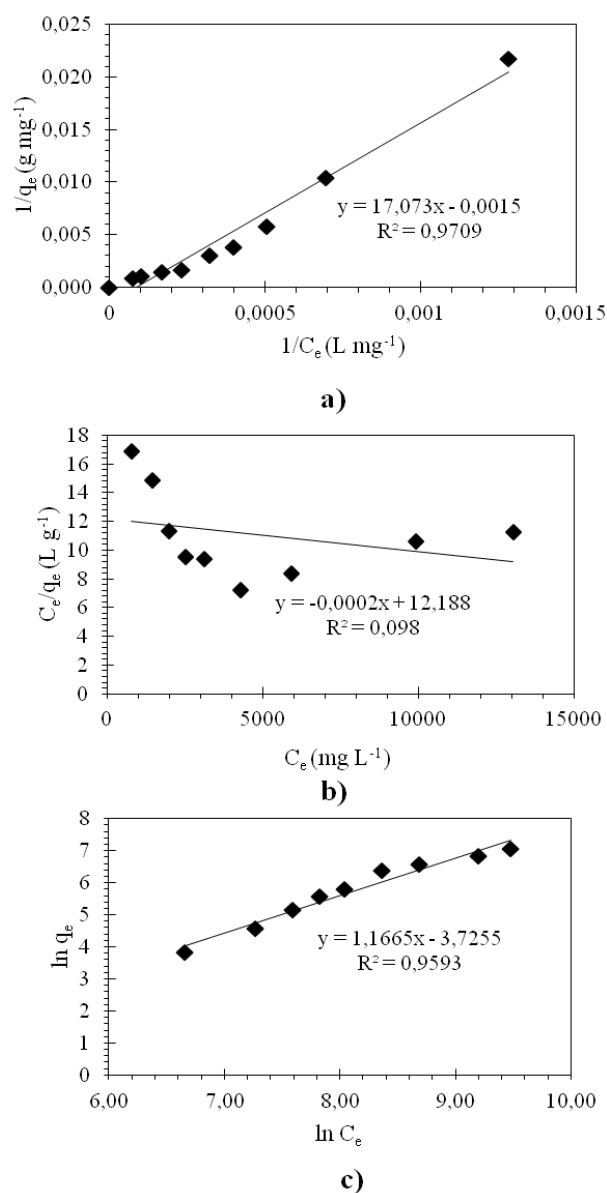 0,025
0,020
0,015
0,010
0,005
0,000
1/qe (g mg-1)
y = 17,073x - 0,0015
R² = 0,9709
0 0,0005 0,001 0,0015
1/Ce (L mg-1)
a)
18
16
14
12
10
8
6
4
2
0
Ce/qe (L g-1)
y = -0,0002x + 12,188
R² = 0,098
0 5000 10000 15000
Ce (mg L-1)
b)
8
7
6
5
4
3
2
1
0
ln qe
y = 1,1665x - 3,7255
R² = 0,9593
6,00 7,00 8,00 9,00 10,00
ln Ce
c)